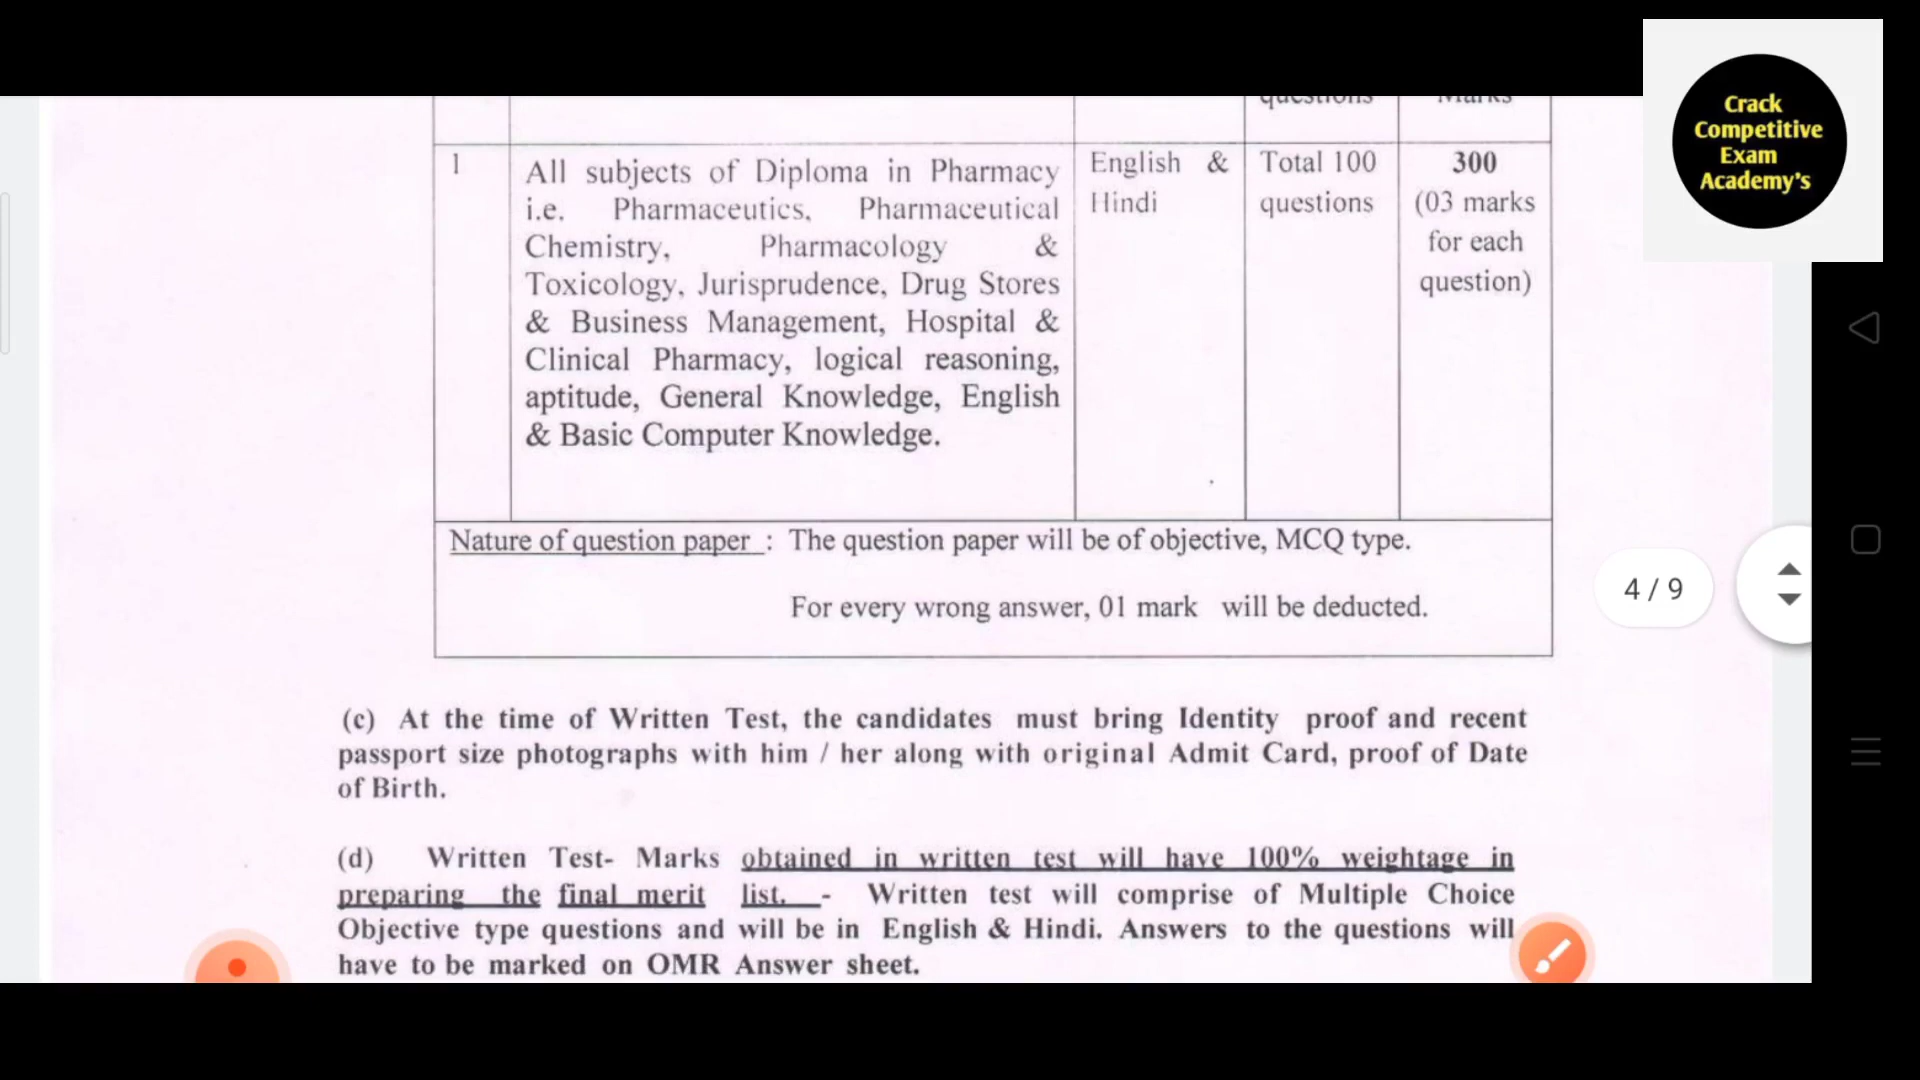 questions Marks
1 All subjects of Diploma in Pharmacy English & Total 100 300
i.e. Pharmaceutics, Pharmaceutical Hindi questions (03 marks
Chemistry, Pharmacology & for each
Toxicology, Jurisprudence, Drug Stores question)
& Business Management, Hospital &
Clinical Pharmacy, logical reasoning,
aptitude, General Knowledge, English
& Basic Computer Knowledge.
Nature of question paper : The question paper will be of objective, MCQ type.
For every wrong answer, 01 mark will be deducted.
(c) At the time of Written Test, the candidates must bring Identity proof and recent
passport size photographs with him / her along with original Admit Card, proof of Date
of Birth.
(d) Written Test- Marks obtained in written test will have 100% weightage in
preparing the final merit list. - Written test will comprise of Multiple Choice
Objective type questions and will be in English & Hindi. Answers to the questions will
have to be marked on OMR Answer sheet.
4 / 9
Crack
Competitive
Exam
Academy's